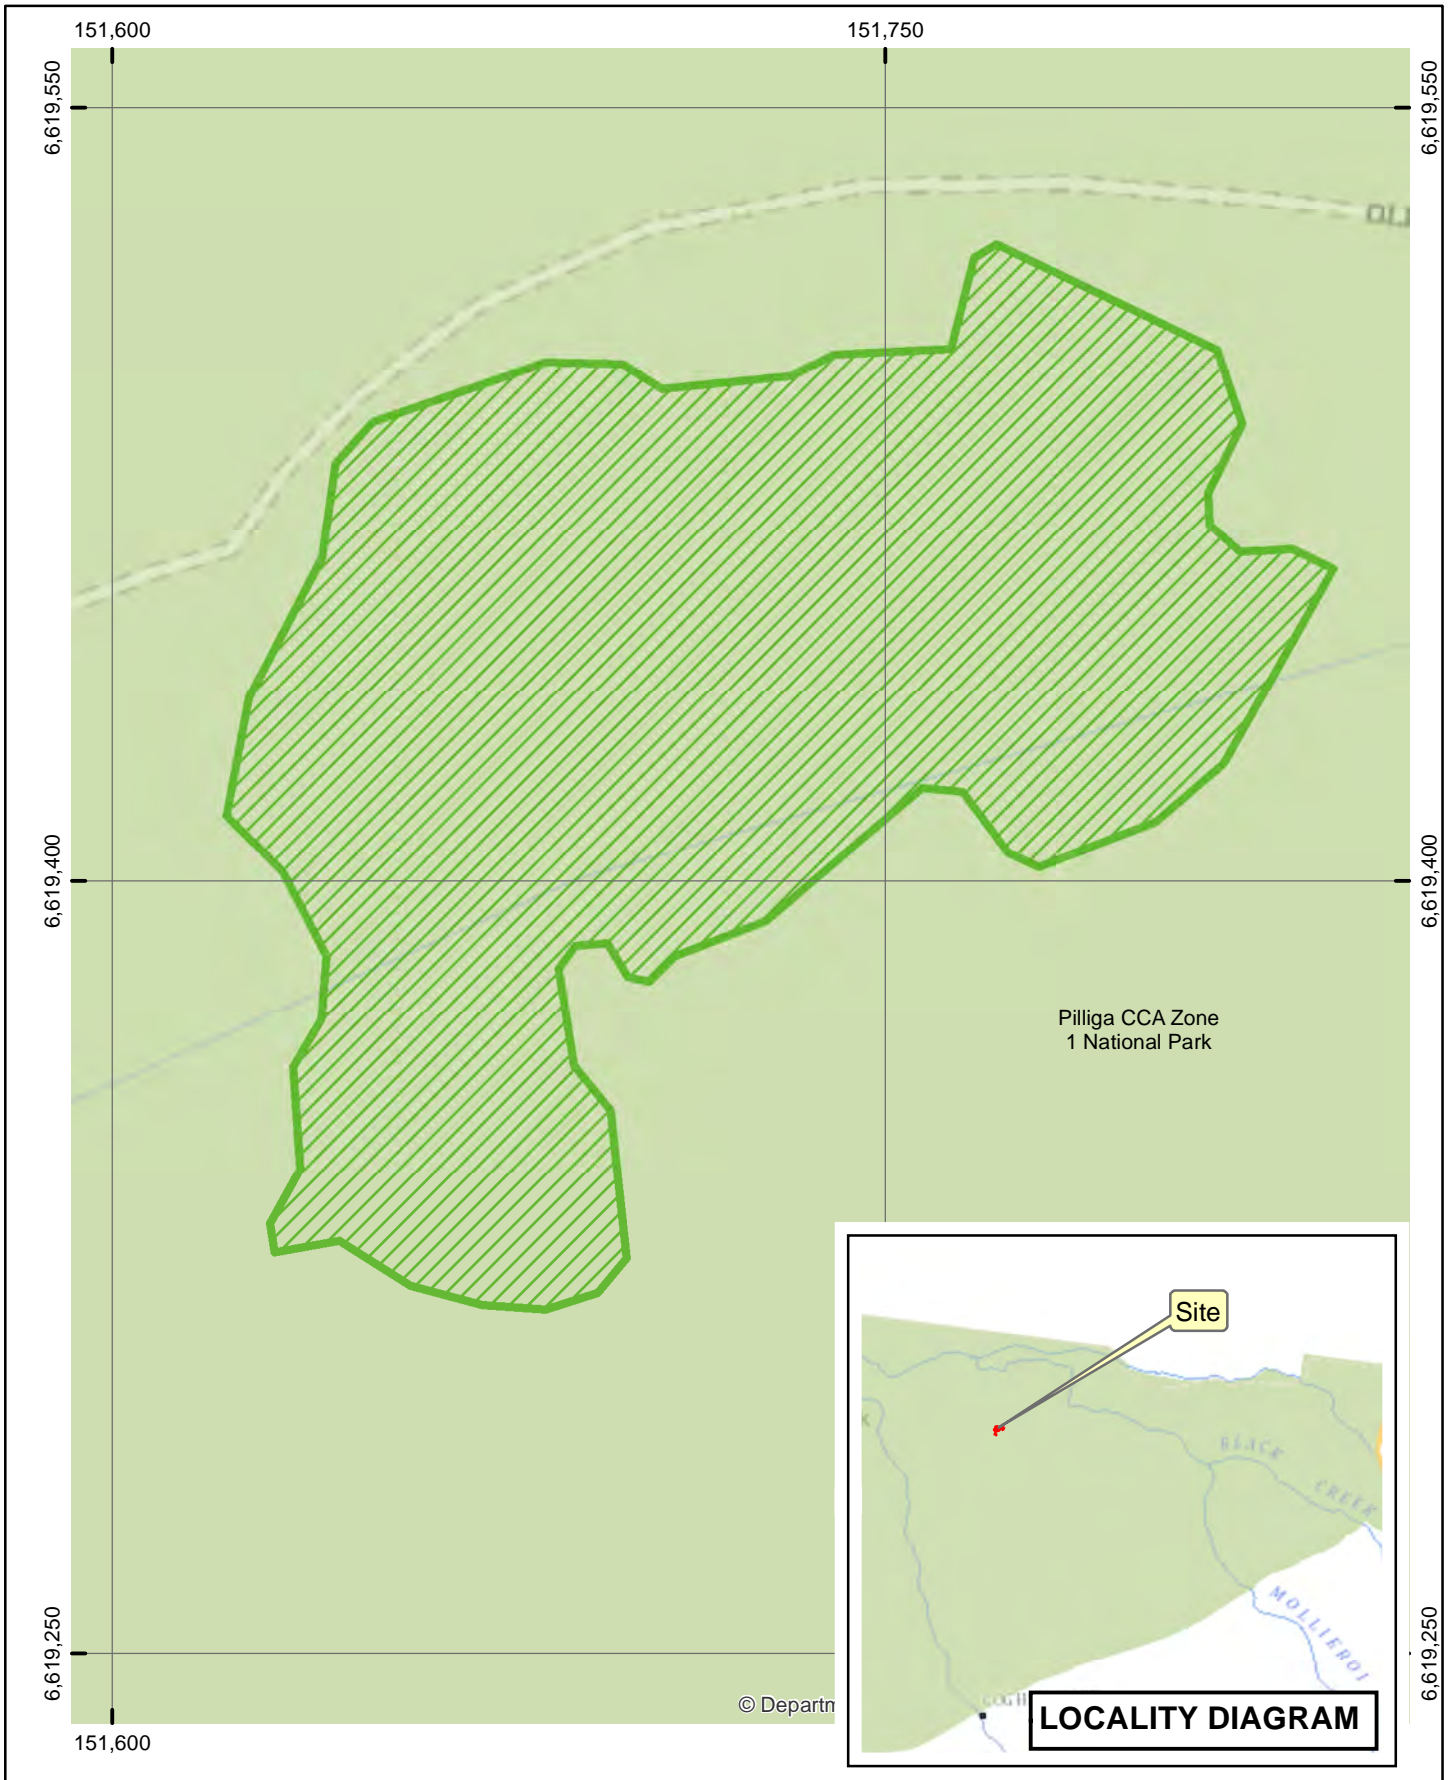 151,600
151,750
6,619,550
6,619,550
6,619,400
6,619,400
Pilliga CCA Zone
1 National Park
Site
BLACK
CREEK
MOLLIEROI
6,619,250
6,619,250
© Departm
LOCALITY DIAGRAM
151,600